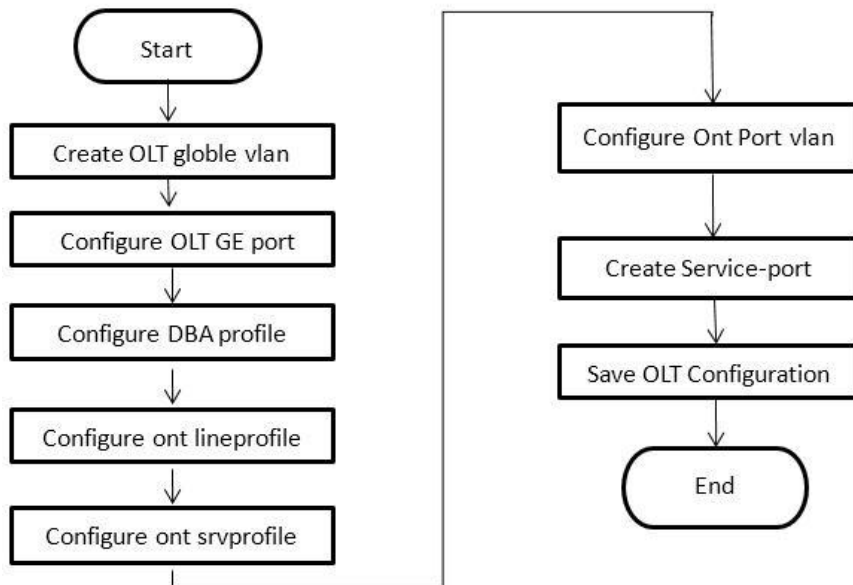 Start
Create OLT globle vlan
Configure OLT GE port
Configure DBA profile
Configure ont lineprofile
Configure ont srvprofile
Configure Ont Port vlan
Create Service-port
Save OLT Configuration
End